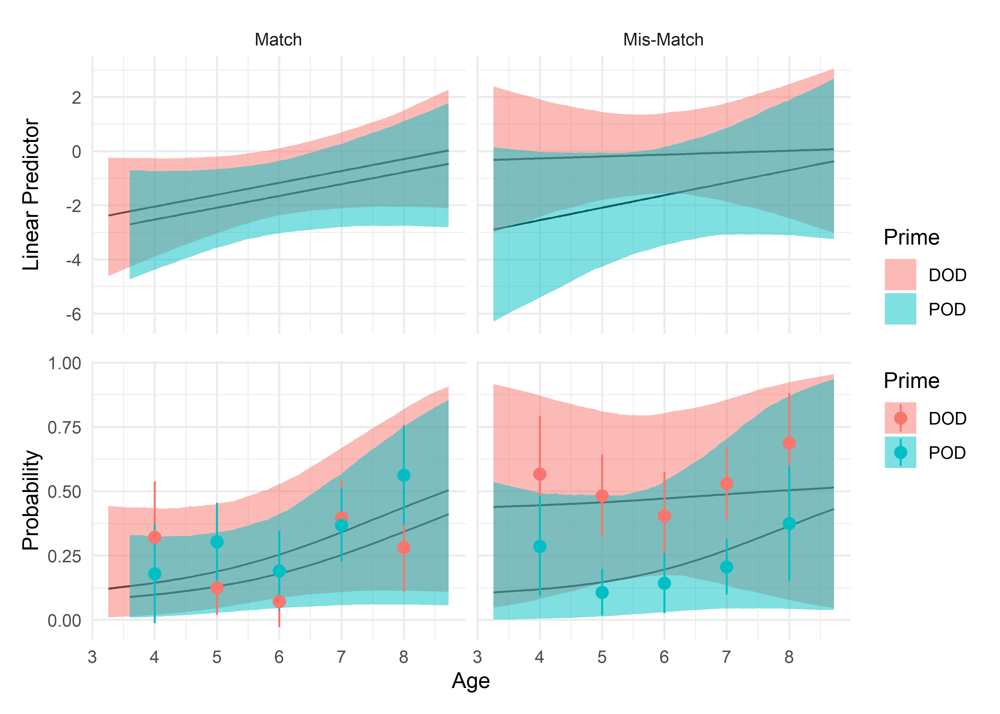 Match
Mis-Match
Linear Predictor
2
0
-2
-4
-6
Prime
DOD
POD
Probability
1.00
0.75
0.50
0.25
0.00
Prime
DOD
POD
3 4 5 6 7 8
3 4 5 6 7 8
Age